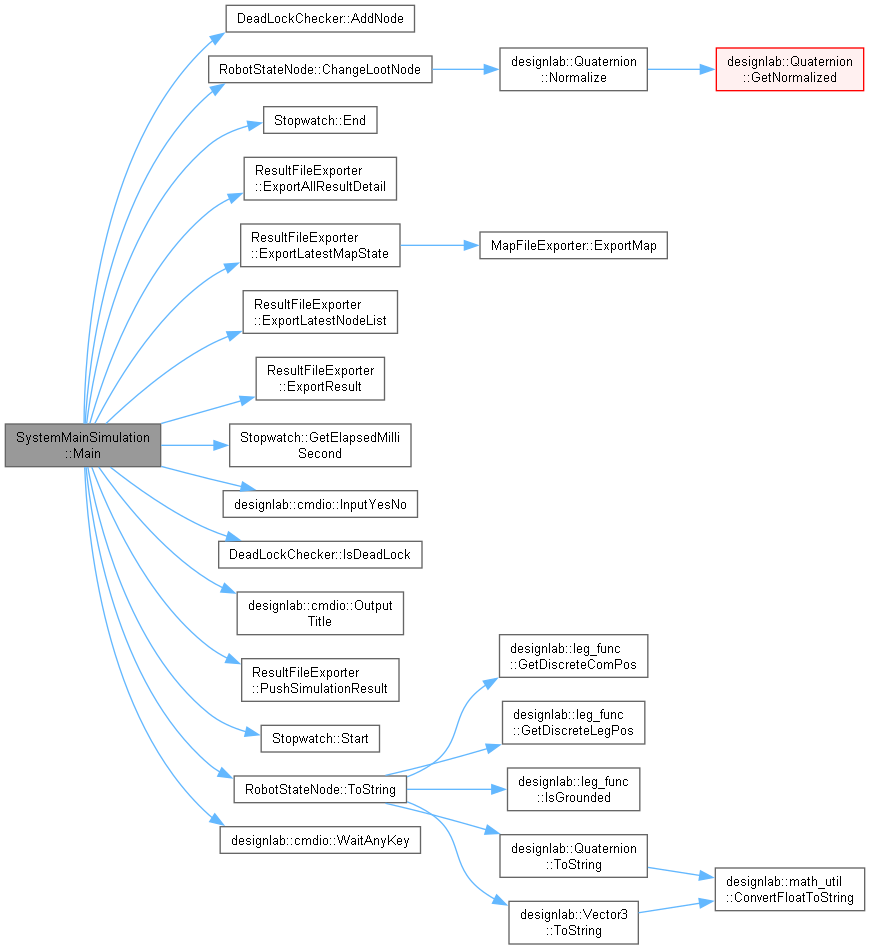 DeadLockChecker::AddNode
RobotStateNode::ChangeLootNode
designlab::Quaternion
::Normalize
designlab::Quaternion
::GetNormalized
Stopwatch::End
ResultFileExporter
::ExportAllResultDetail
ResultFileExporter
::ExportLatestMapState
MapFileExporter::ExportMap
ResultFileExporter
::ExportLatestNodeList
ResultFileExporter
::ExportResult
SystemMainSimulation
::Main
Stopwatch::GetElapsedMilli
Second
designlab::cmdio::InputYesNo
DeadLockChecker::IsDeadLock
designlab::cmdio::Output
Title
ResultFileExporter
::PushSimulationResult
Stopwatch::Start
RobotStateNode::ToString
designlab::leg_func
::GetDiscreteComPos
designlab::leg_func
::GetDiscreteLegPos
designlab::leg_func
::IsGrounded
designlab::Quaternion
::ToString
designlab::Vector3
::ToString
designlab::math_util
::ConvertFloatToString
designlab::cmdio::WaitAnyKey